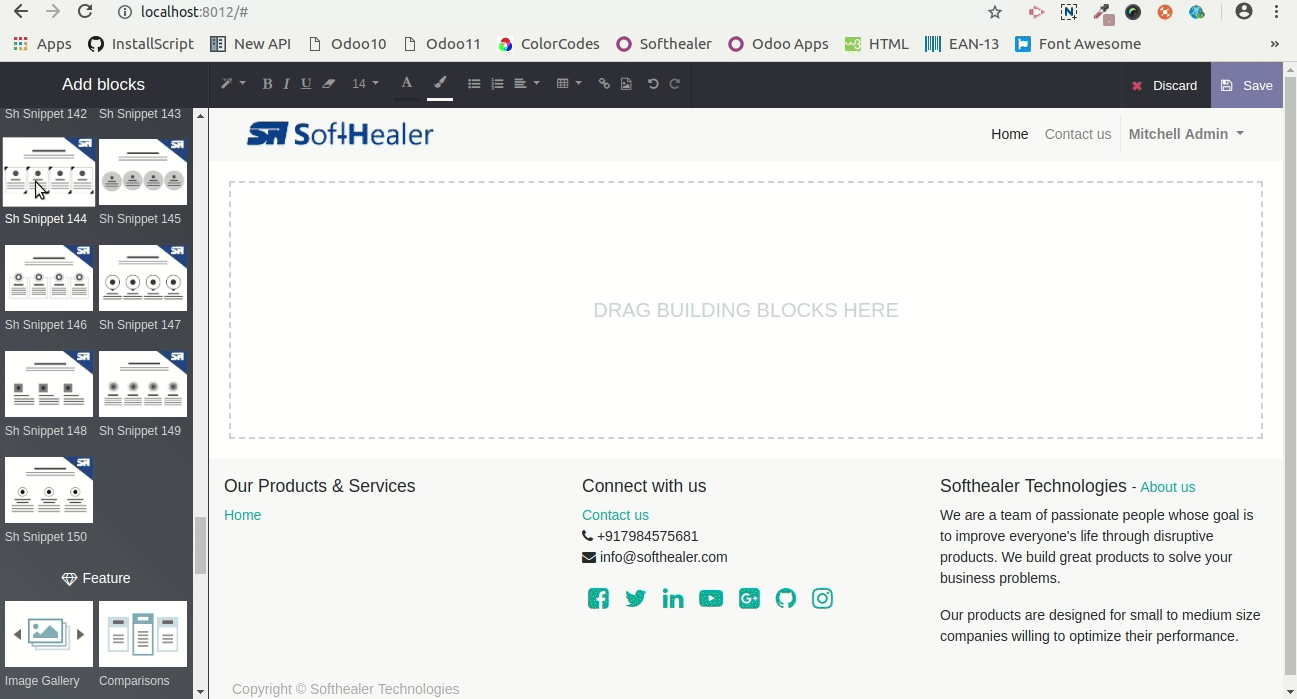 localhost:8012/#
Apps InstallScript New API Odoo10 Odoo11 ColorCodes Softhealer Odoo Apps HTML EAN-13 Font Awesome »
Add blocks
B I U 14 A
Discard Save
Sh Snippet 142 Sh Snippet 143
Sh Snippet 144 Sh Snippet 145
Sh Snippet 146 Sh Snippet 147
Sh Snippet 148 Sh Snippet 149
Sh Snippet 150
Feature
Image Gallery Comparisons
SoftHealer
Home Contact us Mitchell Admin
DRAG BUILDING BLOCKS HERE
Our Products & Services
Home
Connect with us
Contact us
+917984575681
info@softhealer.com
Softhealer Technologies - About us
We are a team of passionate people whose goal is
to improve everyone's life through disruptive
products. We build great products to solve your
business problems.
Our products are designed for small to medium size
companies willing to optimize their performance.
Copyright © Softhealer Technologies